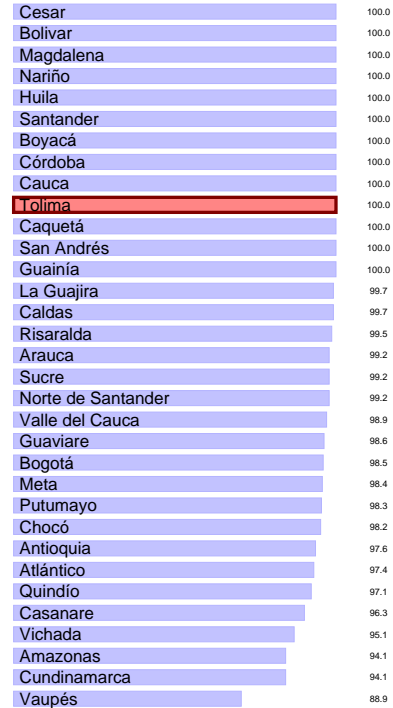 Cesar 100.0
Bolivar 100.0
Magdalena 100.0
Nariño 100.0
Huila 100.0
Santander 100.0
Boyacá 100.0
Córdoba 100.0
Cauca 100.0
Tolima 100.0
Caquetá 100.0
San Andrés 100.0
Guainía 100.0
La Guajira 99.7
Caldas 99.7
Risaralda 99.5
Arauca 99.2
Sucre 99.2
Norte de Santander 99.2
Valle del Cauca 98.9
Guaviare 98.6
Bogotá 98.5
Meta 98.4
Putumayo 98.3
Chocó 98.2
Antioquia 97.6
Atlántico 97.4
Quindío 97.1
Casanare 96.3
Vichada 95.1
Amazonas 94.1
Cundinamarca 94.1
Vaupés 88.9